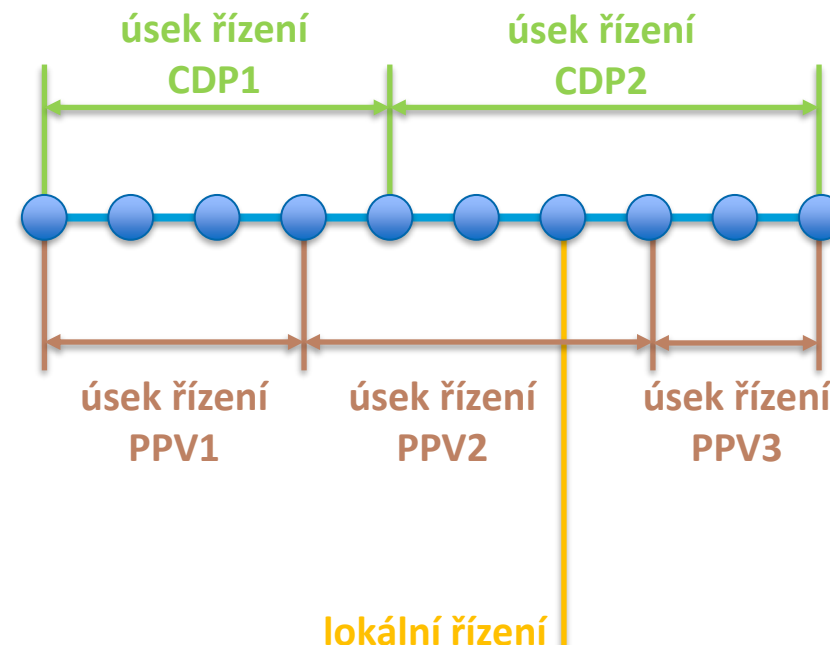 úsek řízení
CDP1
úsek řízení
CDP2
úsek řízení
PPV1
úsek řízení
PPV2
úsek řízení
PPV3
lokální řízení